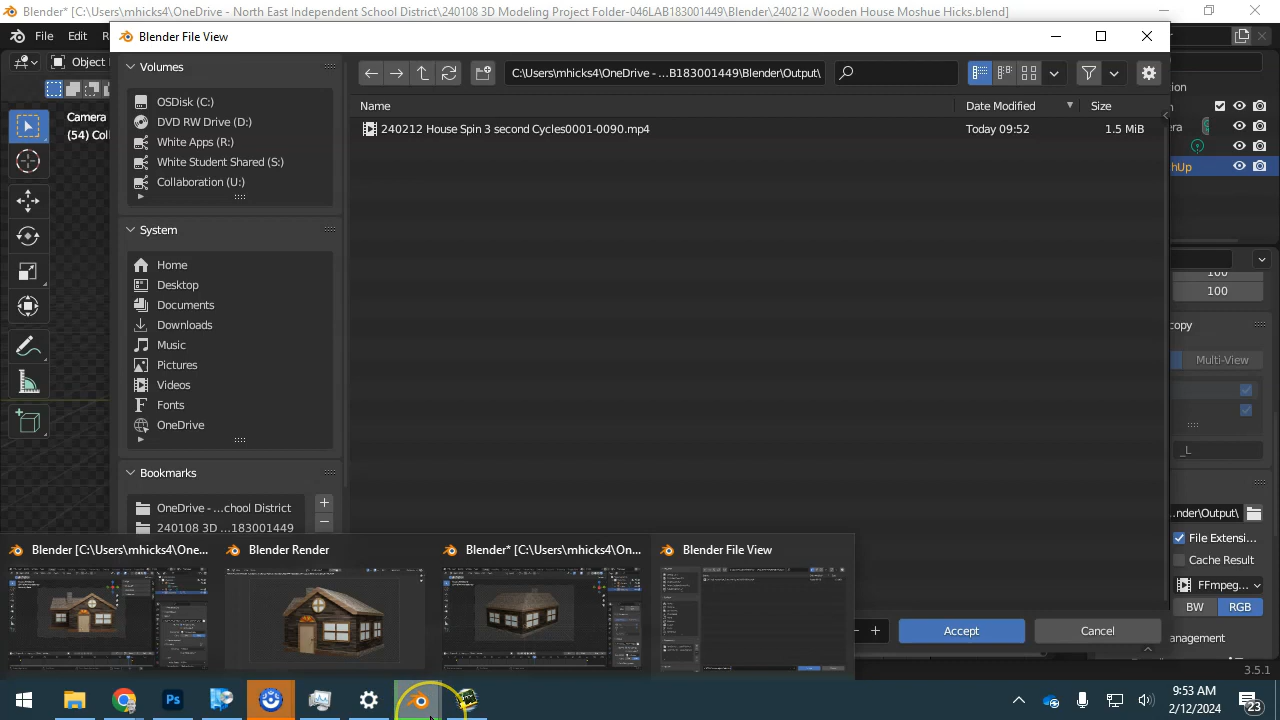 Blender* [C:\Users\mhicks4\OneDrive - North East Independent School District\240108 3D Modeling Project Folder-046LAB183001449\Blender\240212 Wooden House Moshue Hicks.blend]
File Edit
Blender File View
Object
Volumes
C:\Users\mhicks4\OneDrive - ...B183001449\Blender\Output\
OSDisk (C:)
DVD RW Drive (D:)
White Apps (R:)
White Student Shared (S:)
Collaboration (U:)
Name Date Modified Size
240212 House Spin 3 second Cycles0001-0090.mp4 Today 09:52 1.5 MiB
Camera
(54) Coll
System
Home
Desktop
Documents
Downloads
Music
Pictures
Videos
Fonts
OneDrive
100
100
Multi-View
_L
Bookmarks
OneDrive - ...chool District
240108 3D ...183001449
...nder\Output\
File Extensi...
Cache Result
FFmpeg...
BW RGB
Blender [C:\Users\mhicks4\One...
Blender Render
Blender* [C:\Users\mhicks4\On...
Blender File View
Accept
Cancel
3.5.1
Ps
9:53 AM
2/12/2024
23